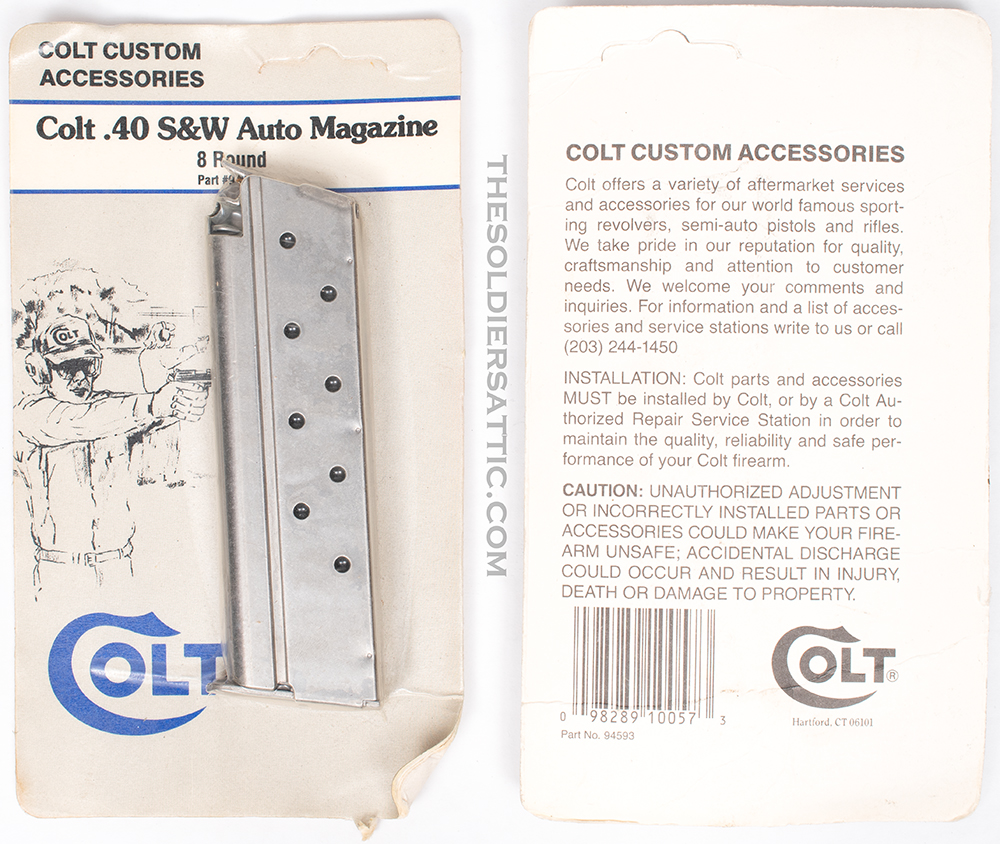 COLT CUSTOM
ACCESSORIES
Colt .40 S&W Auto Magazine
8 Round
Part #9
COLT
COLT
THESOLDIERSATTIC.COM
COLT CUSTOM ACCESSORIES
Colt offers a variety of aftermarket services
and accessories for our world famous sport-
ing revolvers, semi-auto pistols and rifles.
We take pride in our reputation for quality,
craftsmanship and attention to customer
needs. We welcome your comments and
inquiries. For information and a list of acces-
sories and service stations write to us or call
(203) 244-1450
INSTALLATION: Colt parts and accessories
MUST be installed by Colt, or by a Colt Au-
thorized Repair Service Station in order to
maintain the quality, reliability and safe per-
formance of your Colt firearm.
CAUTION: UNAUTHORIZED ADJUSTMENT
OR INCORRECTLY INSTALLED PARTS OR
ACCESSORIES COULD MAKE YOUR FIRE-
ARM UNSAFE; ACCIDENTAL DISCHARGE
COULD OCCUR AND RESULT IN INJURY,
DEATH OR DAMAGE TO PROPERTY.
0 98289 10057 3
Part No. 94593
COLT®
Hartford, CT 06101